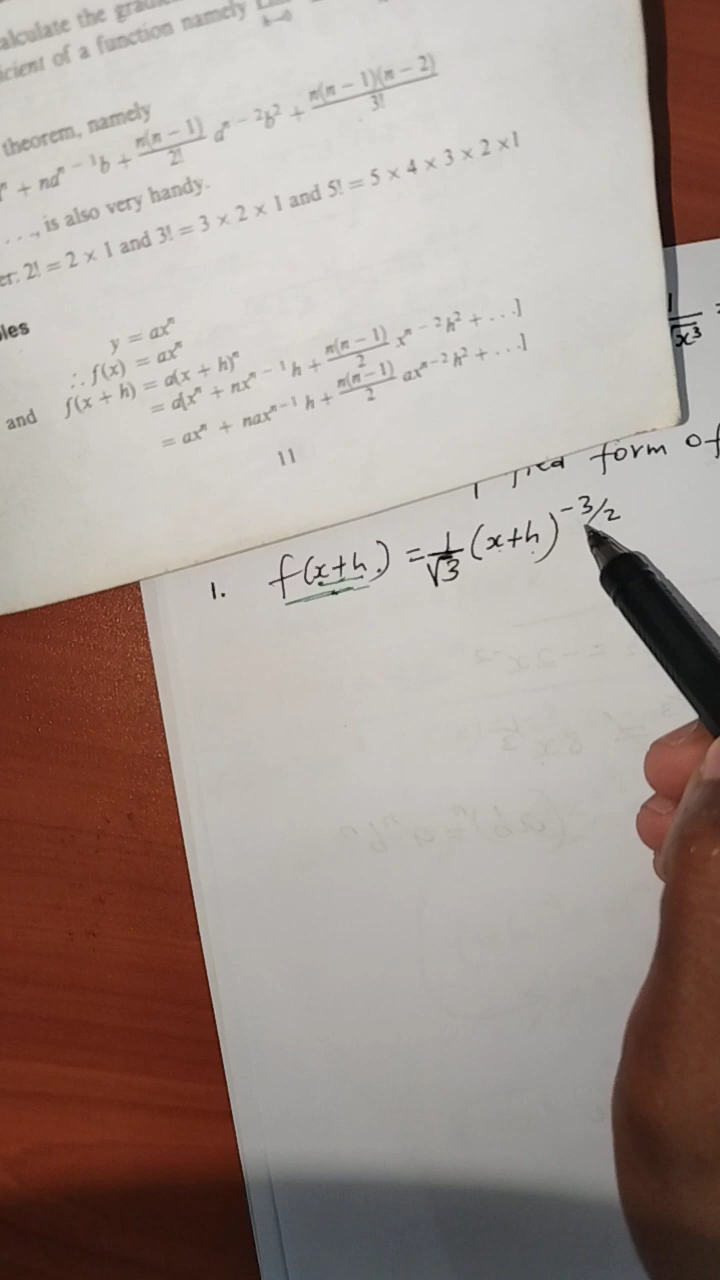 alculate the
icient of a function namely
h→0
theorem, namely
+ naⁿ⁻¹b + n(n − 1)/2! aⁿ⁻²b² + n(n − 1)(n − 2)/3!
. . ., is also very handy.
er: 2! = 2 × 1 and 3! = 3 × 2 × 1 and 5! = 5 × 4 × 3 × 2 × 1
les
y = axⁿ
∴ f(x) = axⁿ
and f(x + h) = a(x + h)ⁿ
= a[xⁿ + nxⁿ⁻¹h + n(n − 1)/2 xⁿ⁻²h² + . . .]
= axⁿ + naxⁿ⁻¹ h + n(n−1)/2 axⁿ⁻²h² + . . .]
11
1/√x³ =
form of
1. f(x+h) = 1/√3 (x+h)^-3/2